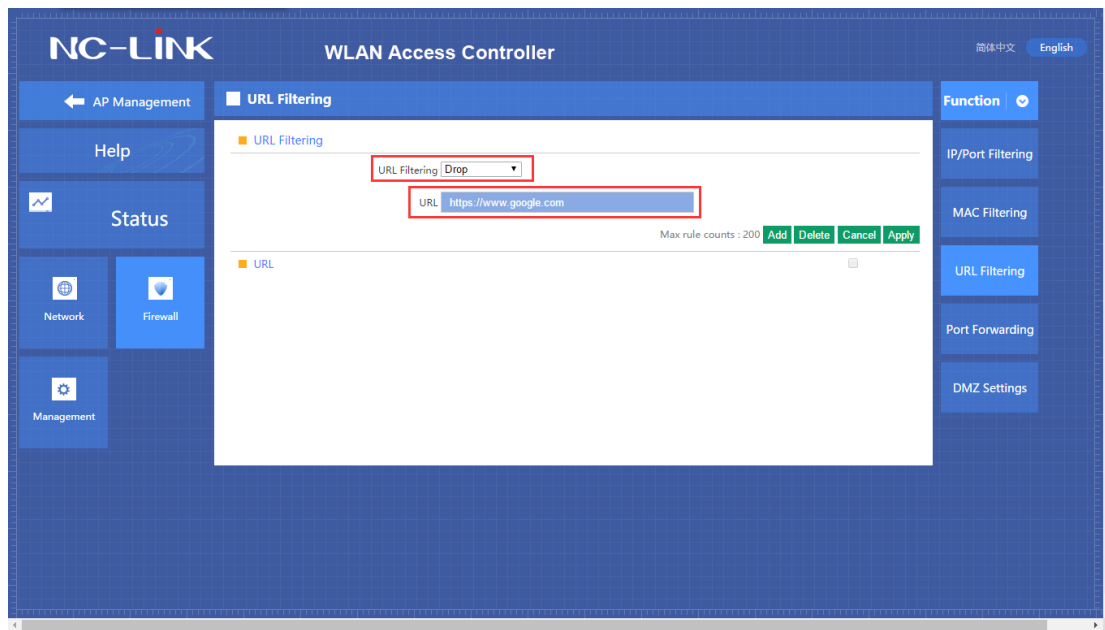 NC-LINK
WLAN Access Controller
简体中文 English
AP Management
URL Filtering
Function
Help
URL Filtering
URL Filtering Drop
URL https://www.google.com
Max rule counts : 200 Add Delete Cancel Apply
URL
Status
Network
Firewall
Management
IP/Port Filtering
MAC Filtering
URL Filtering
Port Forwarding
DMZ Settings